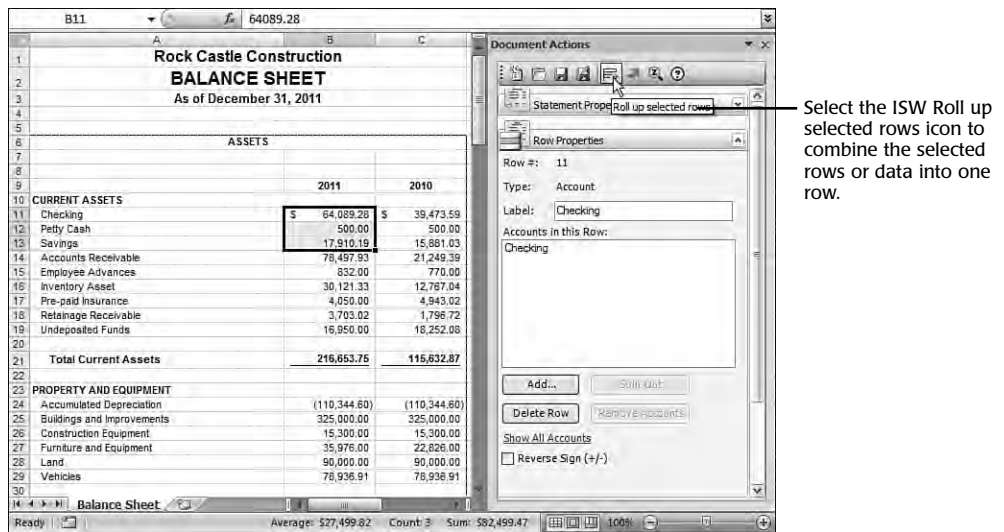 B11 fx 64089.28
A B C
1 Rock Castle Construction
2 BALANCE SHEET
3 As of December 31, 2011
4
5
6 ASSETS
7
8
9 2011 2010
10 CURRENT ASSETS
11 Checking $ 64,089.28 $ 39,473.59
12 Petty Cash 500.00 500.00
13 Savings 17,910.19 15,881.03
14 Accounts Receivable 78,497.93 21,249.39
15 Employee Advances 832.00 770.00
16 Inventory Asset 30,121.33 12,767.04
17 Pre-paid Insurance 4,050.00 4,943.02
18 Retainage Receivable 3,703.02 1,796.72
19 Undeposited Funds 16,950.00 18,252.08
20
21 Total Current Assets 216,653.75 115,632.87
22
23 PROPERTY AND EQUIPMENT
24 Accumulated Depreciation (110,344.60) (110,344.60)
25 Buildings and Improvements 325,000.00 325,000.00
26 Construction Equipment 15,300.00 15,300.00
27 Furniture and Equipment 35,976.00 22,826.00
28 Land 90,000.00 90,000.00
29 Vehicles 78,936.91 78,936.91
30
Balance Sheet
Ready Average: $27,499.82 Count: 3 Sum: $82,499.47 100%
Document Actions
Statement Prope
Roll up selected rows
Row Properties
Row #: 11
Type: Account
Label: Checking
Accounts in this Row:
Checking
Add... Split Out
Delete Row Remove Accounts
Show All Accounts
Reverse Sign (+/-)
Select the ISW Roll up
selected rows icon to
combine the selected
rows or data into one
row.